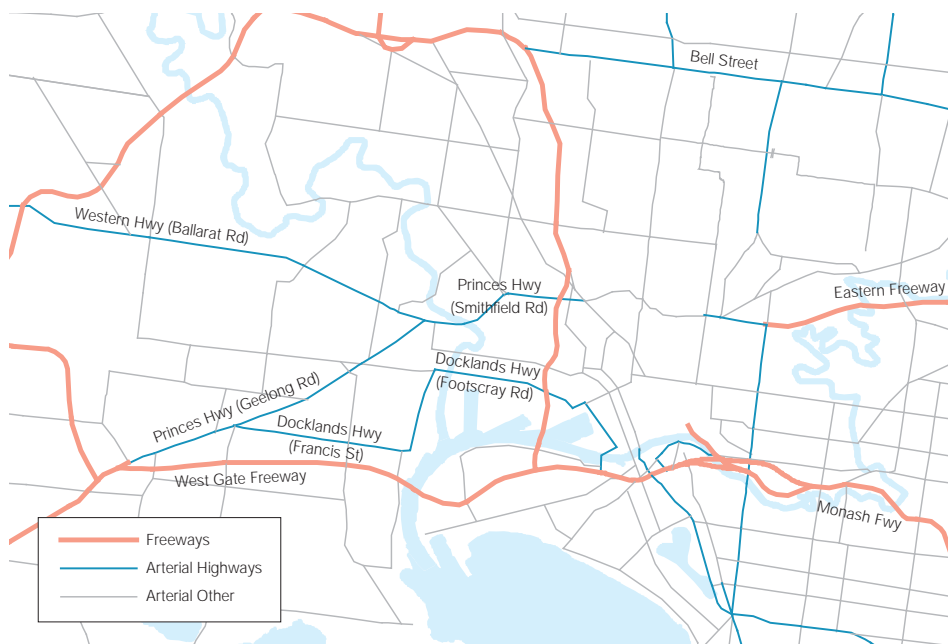 Bell Street
Western Hwy (Ballarat Rd)
Princes Hwy
(Smithfield Rd)
Eastern Freeway
Docklands Hwy
(Footscray Rd)
Princes Hwy (Geelong Rd)
Docklands Hwy
(Francis St)
West Gate Freeway
Monash Fwy
Freeways
Arterial Highways
Arterial Other